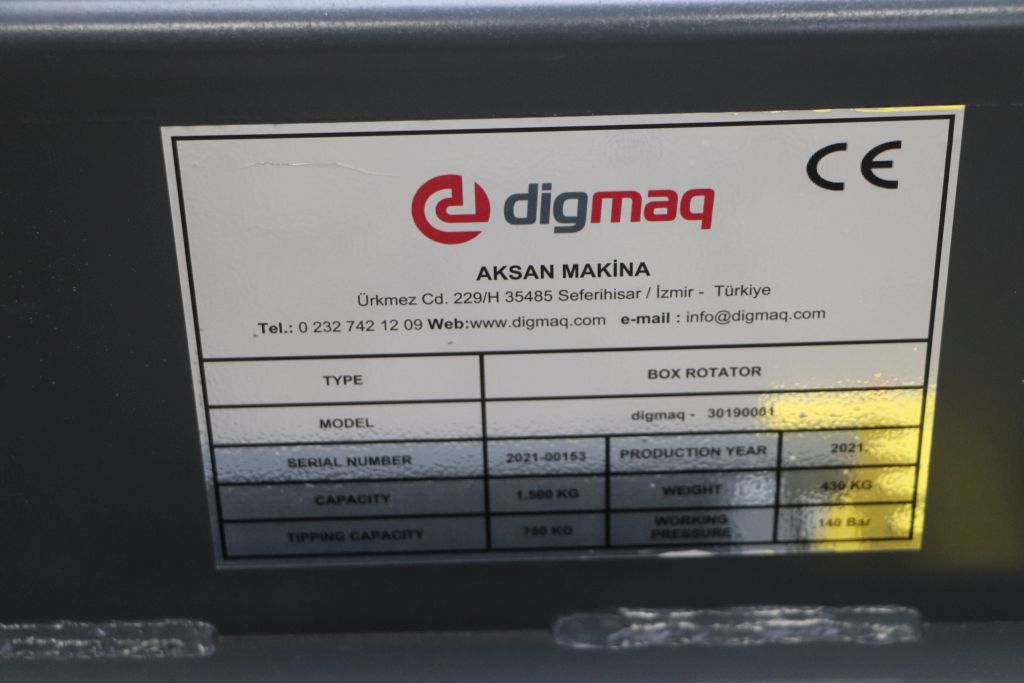 CE
digmaq
AKSAN MAKİNA
Ürkmez Cd. 229/H 35485 Seferihisar / İzmir - Türkiye
Tel.: 0 232 742 12 09 Web:www.digmaq.com e-mail : info@digmaq.com
TYPE BOX ROTATOR
MODEL digmaq - 30190001
SERIAL NUMBER 2021-00153 PRODUCTION YEAR 2021.
CAPACITY 1.500 KG WEIGHT 430 KG
TIPPING CAPACITY 750 KG WORKING PRESSURE 140 Bar